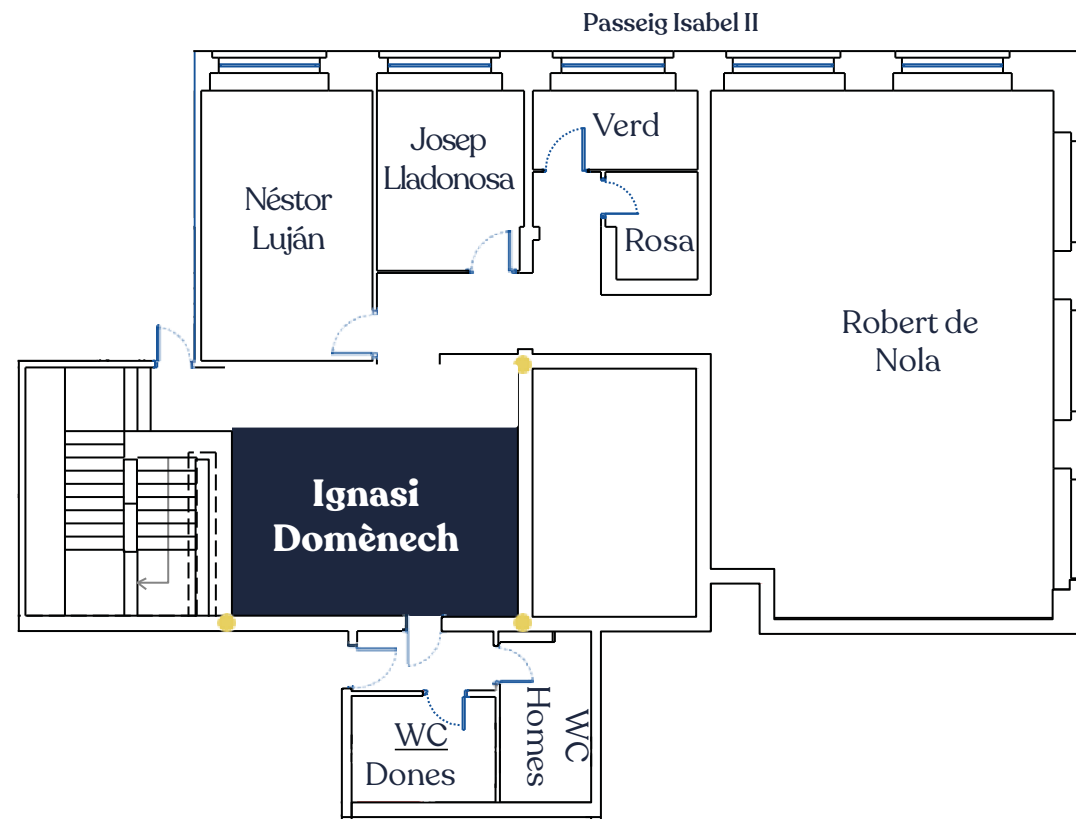 Passeig Isabel II
Verd
Josep
Lladonosa
Néstor
Luján
Rosa
Robert de
Nola
Ignasi
Domènech
WC
Dones
WC
Homes